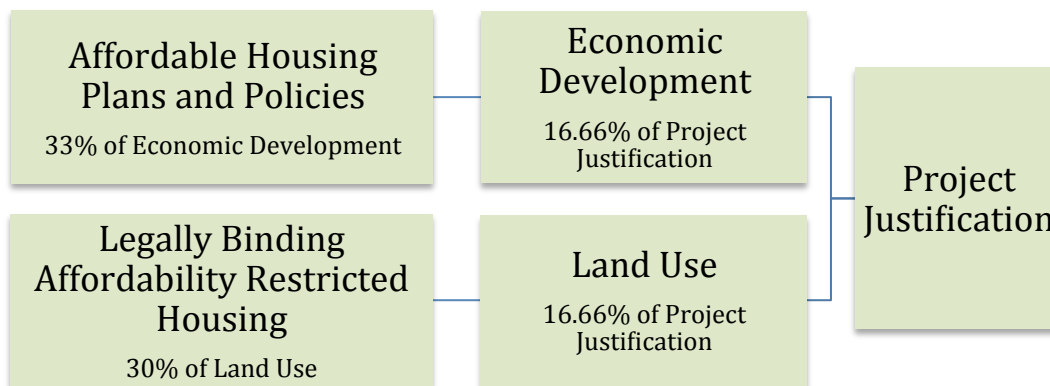 Affordable Housing
Plans and Policies
33% of Economic Development
Economic
Development
16.66% of Project
Justification
Legally Binding
Affordability Restricted
Housing
30% of Land Use
Land Use
16.66% of Project
Justification
Project
Justification